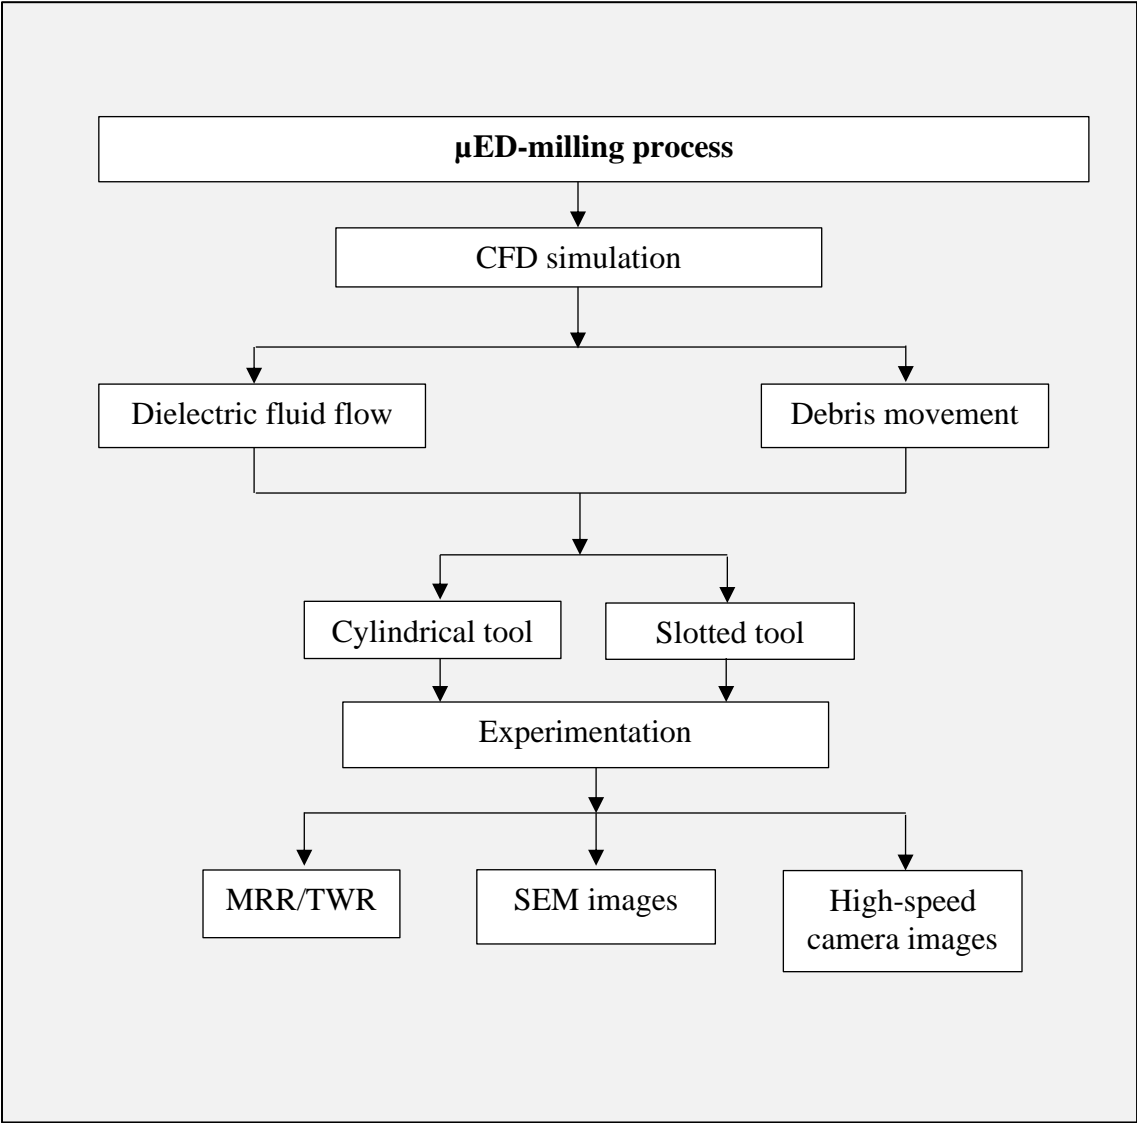 µED-milling process
CFD simulation
Dielectric fluid flow
Debris movement
Cylindrical tool
Slotted tool
Experimentation
MRR/TWR
SEM images
High-speed
camera images